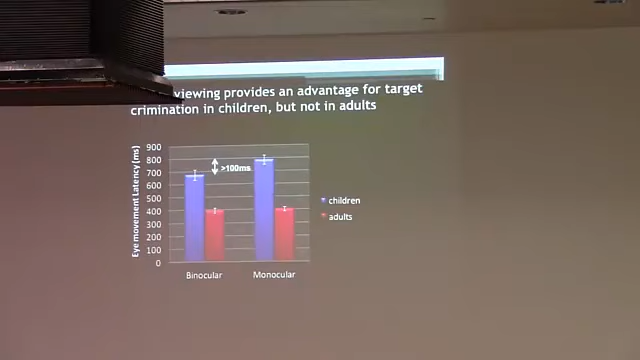 viewing provides an advantage for target
crimination in children, but not in adults
Eye movement Latency (ms)
900
800
700
600
500
400
300
200
100
0
>100ms
children
adults
Binocular
Monocular